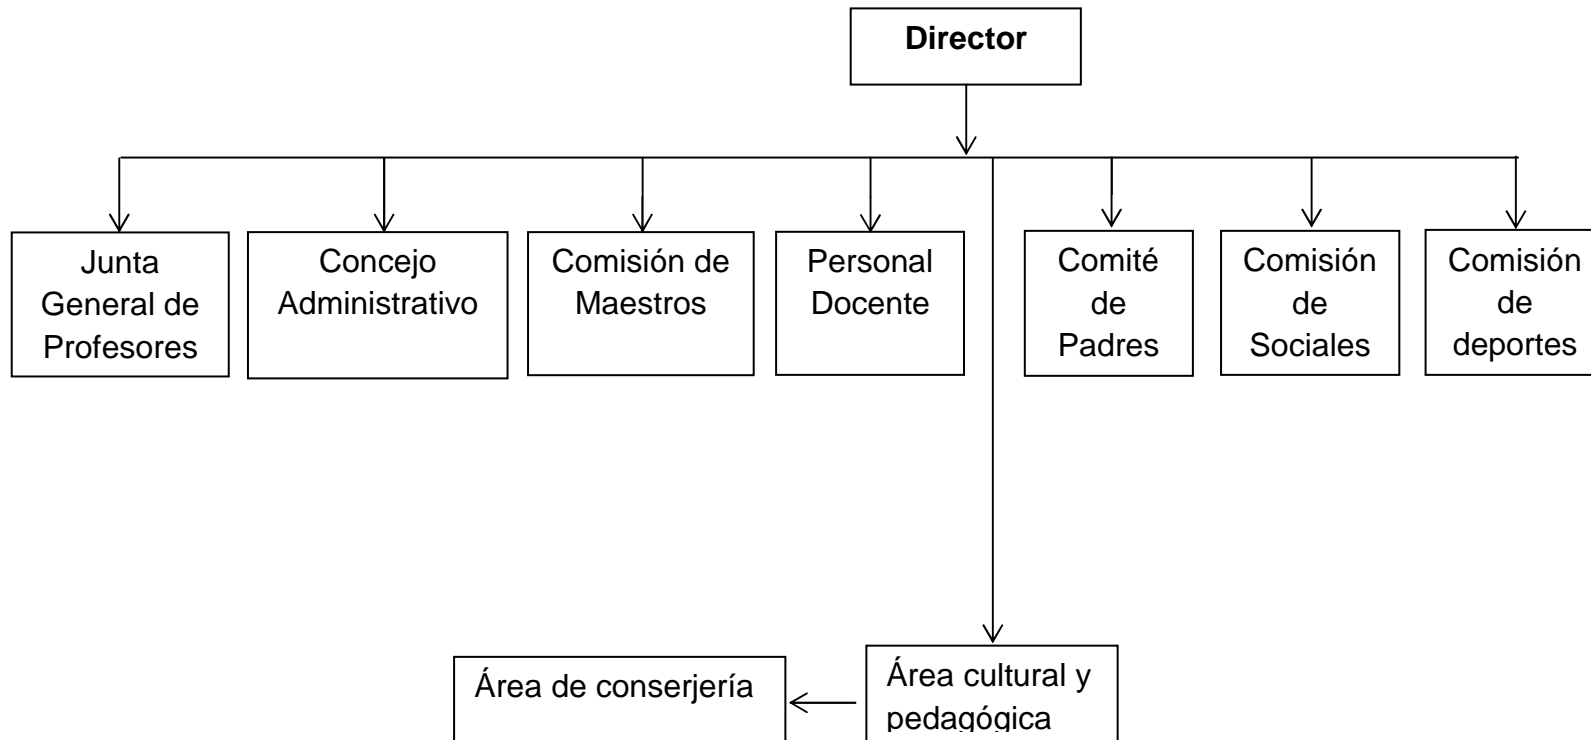 Director
Junta
General de
Profesores
Concejo
Administrativo
Comisión de
Maestros
Personal
Docente
Comité
de
Padres
Comisión
de
Sociales
Comisión
de
deportes
Área de conserjería
Área cultural y
pedagógica